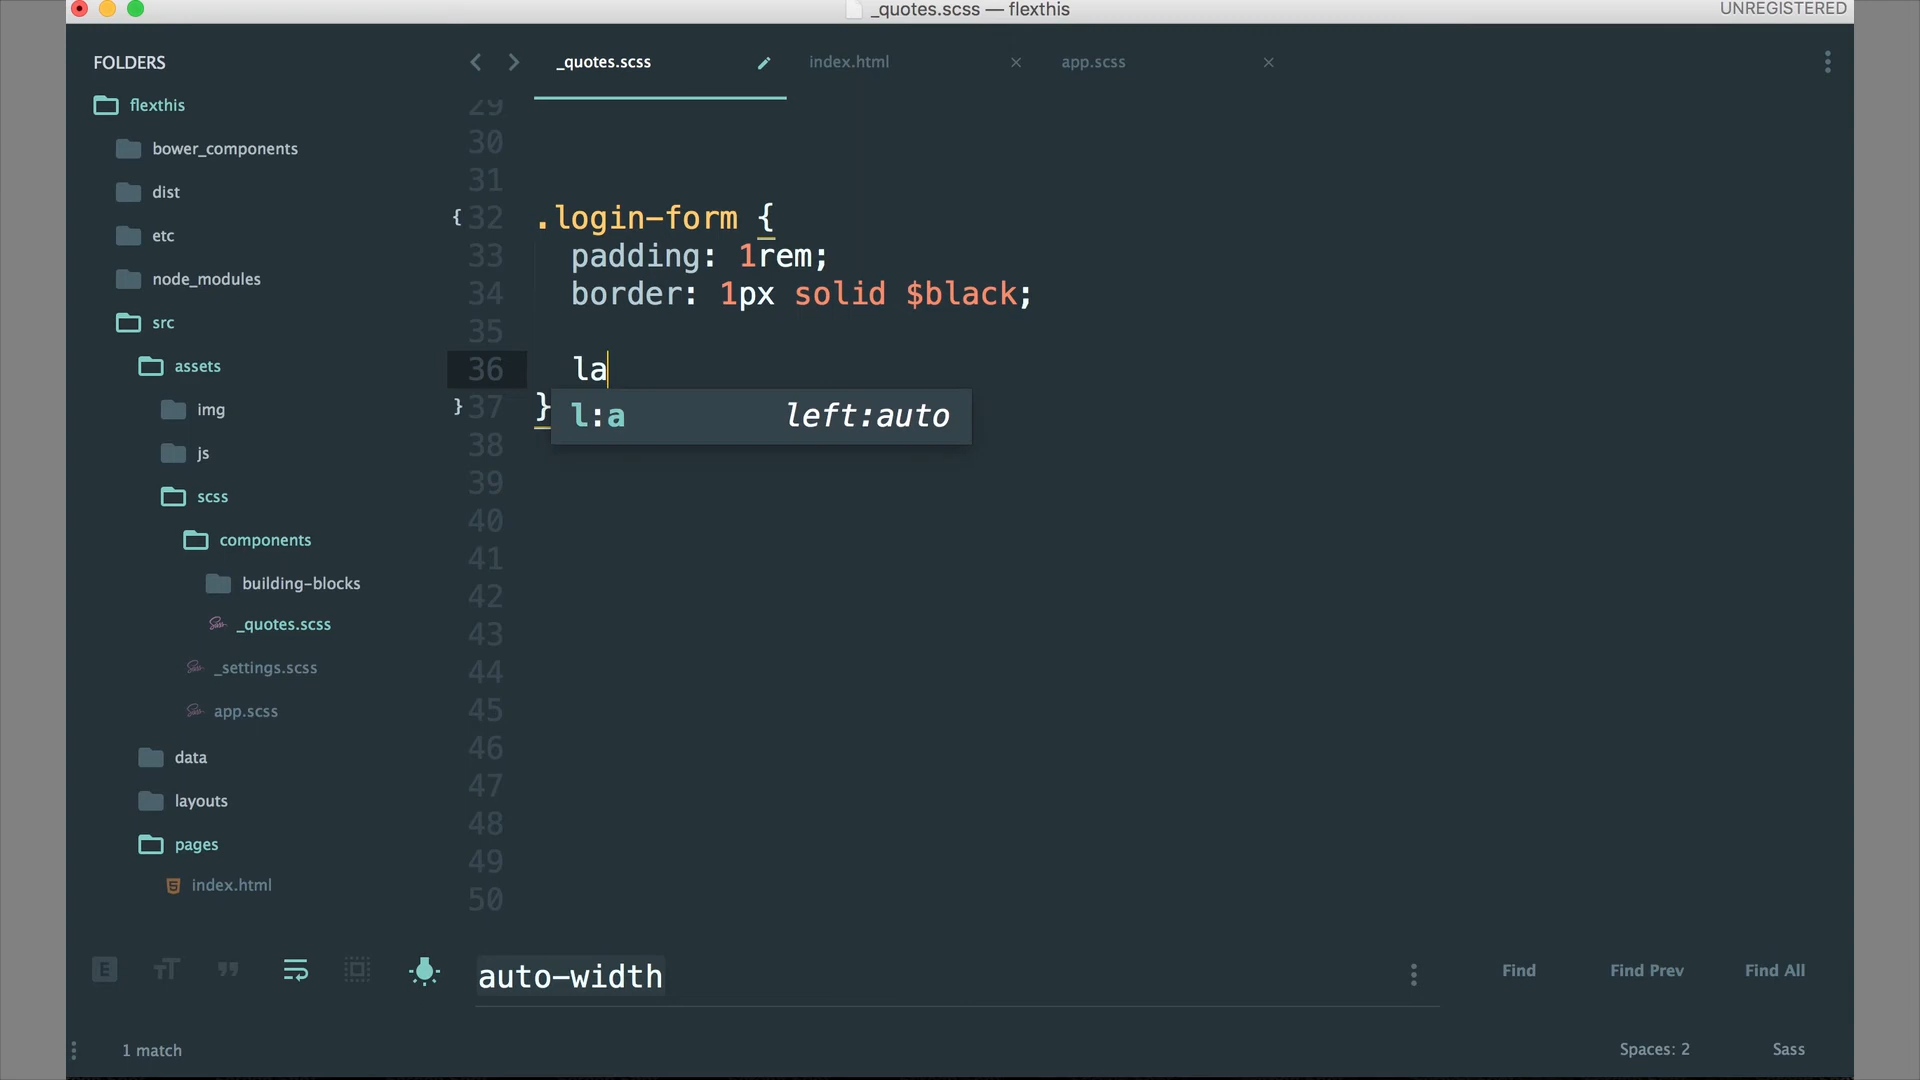 _quotes.scss — flexthis
UNREGISTERED
FOLDERS
flexthis
bower_components
dist
etc
node_modules
src
assets
img
js
scss
components
building-blocks
_quotes.scss
_settings.scss
app.scss
data
layouts
pages
index.html
_quotes.scss
index.html
app.scss
29
30
31
{ 32 .login-form {
33 padding: 1rem;
34 border: 1px solid $black;
35
36 la
} 37 }
l:a left:auto
38
39
40
41
42
43
44
45
46
47
48
49
50
auto-width
Find
Find Prev
Find All
1 match
Spaces: 2
Sass